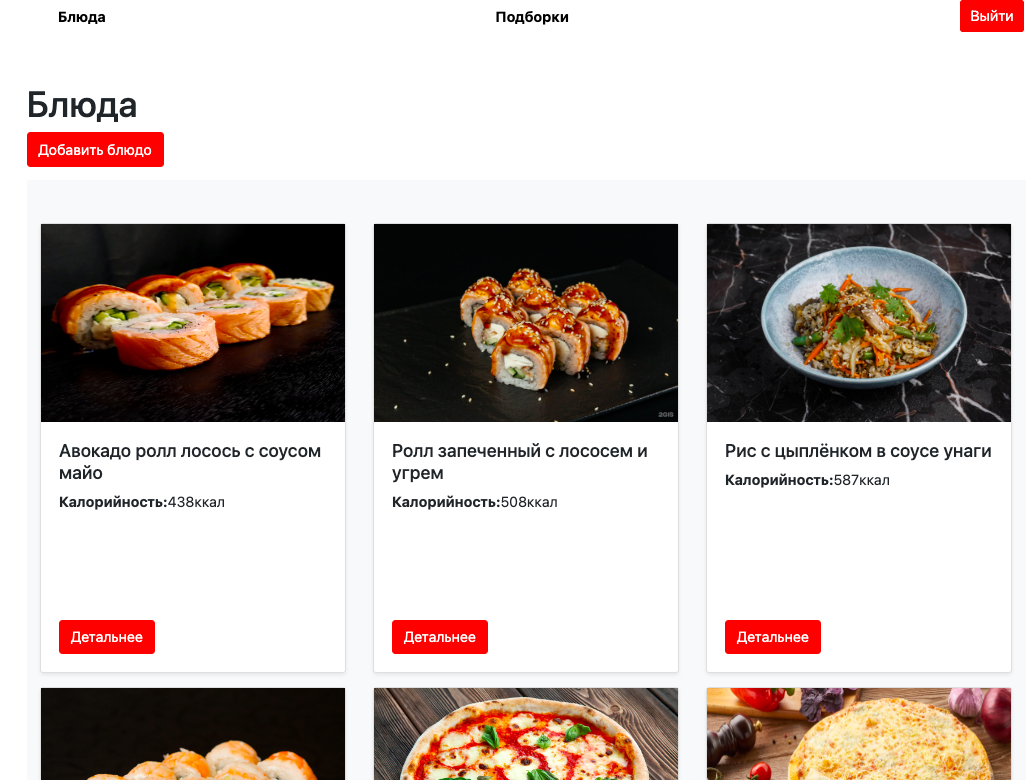 Блюда
Подборки
Выйти
Блюда
Добавить блюдо
Авокадо ролл лосось с соусом
майо
Калорийность:438ккал
Детальнее
2GIS
Ролл запеченный с лососем и
угрем
Калорийность:508ккал
Детальнее
Рис с цыплёнком в соусе унаги
Калорийность:587ккал
Детальнее